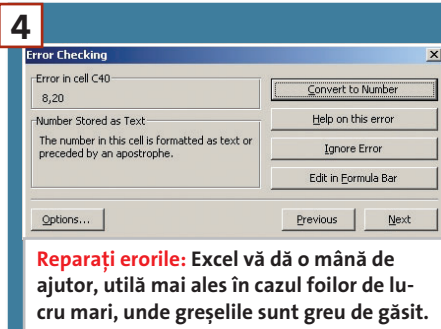 4
Error Checking
Error in cell C40
8,20
Convert to Number
Number Stored as Text
Help on this error
The number in this cell is formatted as text or
preceded by an apostrophe.
Ignore Error
Edit in Formula Bar
Options...
Previous
Next
Reparați erorile: Excel vă dă o mână de
ajutor, utilă mai ales în cazul foilor de lu-
cru mari, unde greșelile sunt greu de găsit.